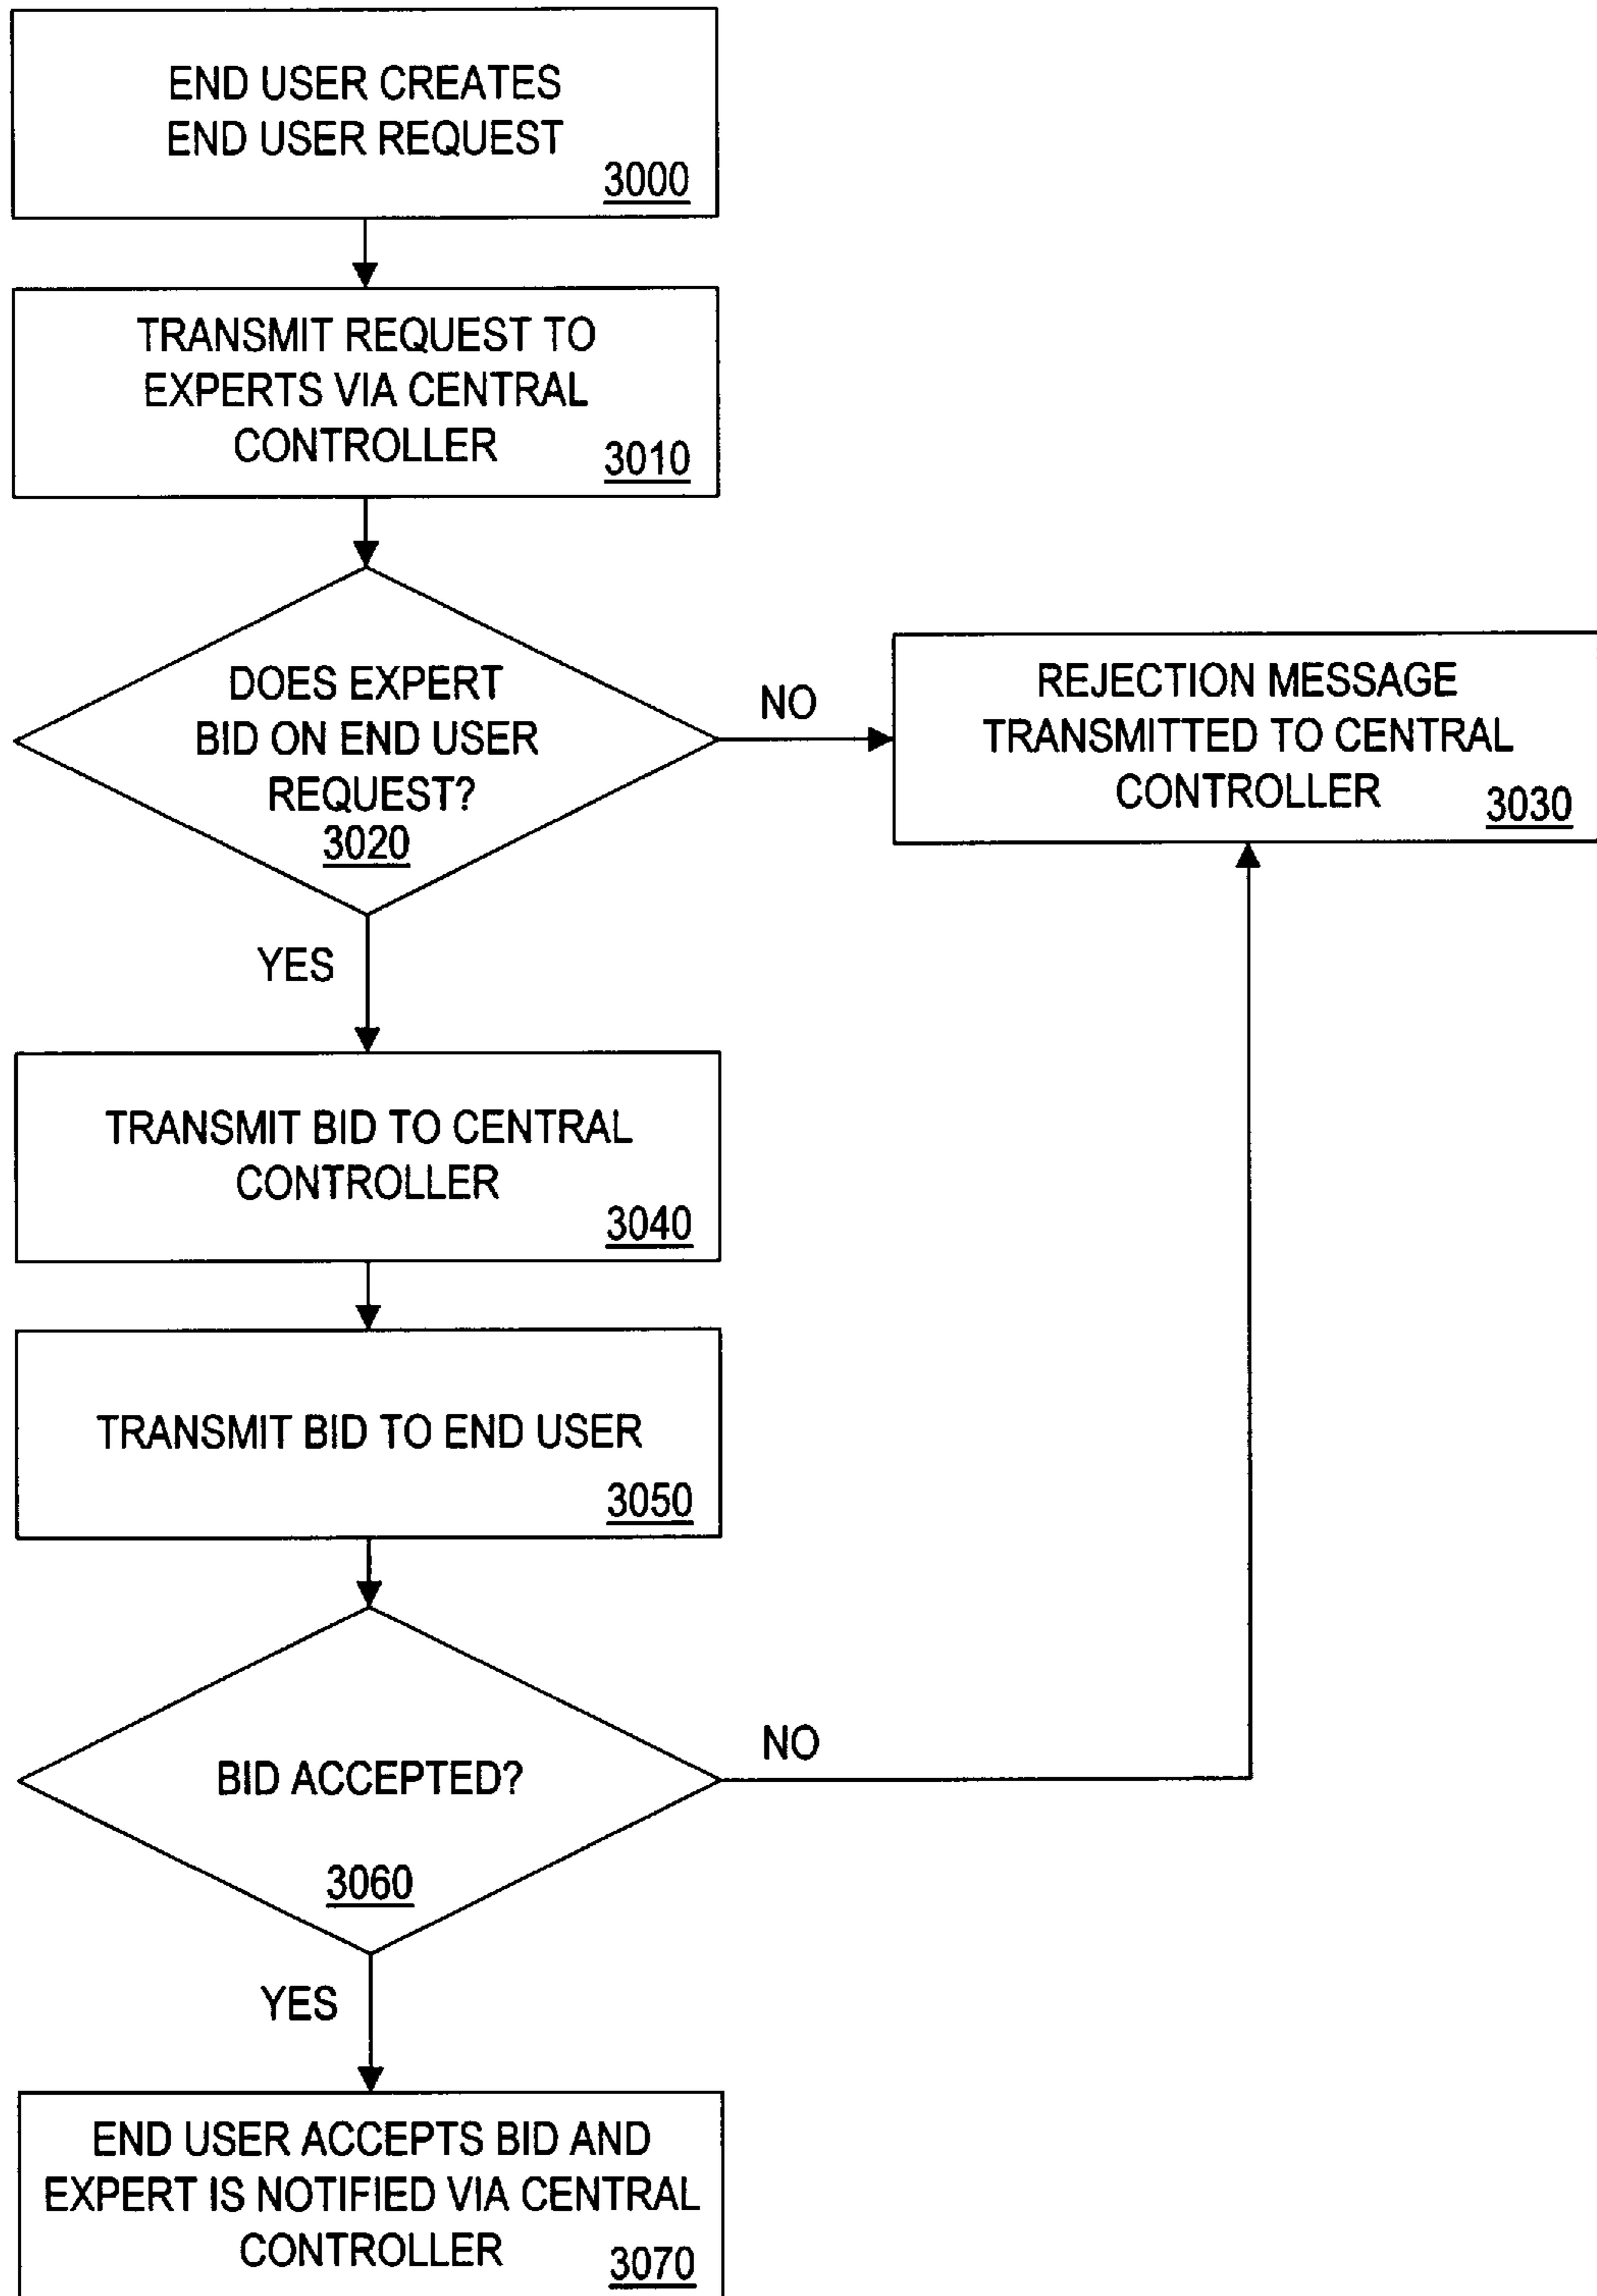 END USER CREATES
END USER REQUEST
3000
TRANSMIT REQUEST TO
EXPERTS VIA CENTRAL
CONTROLLER
3010
DOES EXPERT
BID ON END USER
REQUEST?
3020
NO
REJECTION MESSAGE
TRANSMITTED TO CENTRAL
CONTROLLER
3030
YES
TRANSMIT BID TO CENTRAL
CONTROLLER
3040
TRANSMIT BID TO END USER
3050
BID ACCEPTED?
3060
NO
YES
END USER ACCEPTS BID AND
EXPERT IS NOTIFIED VIA CENTRAL
CONTROLLER
3070